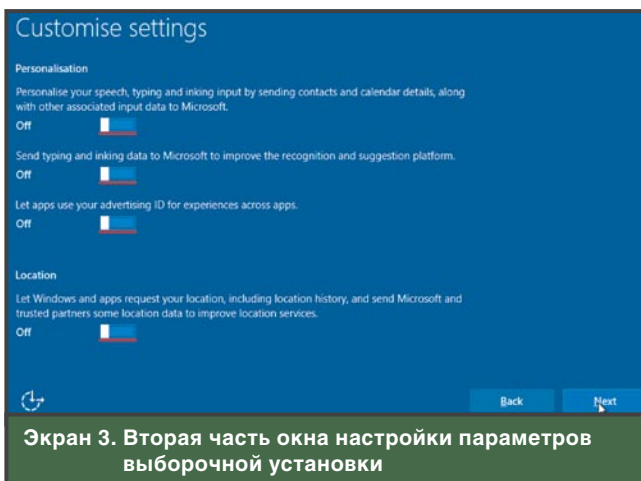 Customise settings
Personalisation
Personalise your speech, typing and inking input by sending contacts and calendar details, along
with other associated input data to Microsoft.
Off
Send typing and inking data to Microsoft to improve the recognition and suggestion platform.
Off
Let apps use your advertising ID for experiences across apps.
Off
Location
Let Windows and apps request your location, including location history, and send Microsoft and
trusted partners some location data to improve location services.
Off
Back
Next
Экран 3. Вторая часть окна настройки параметров
выборочной установки